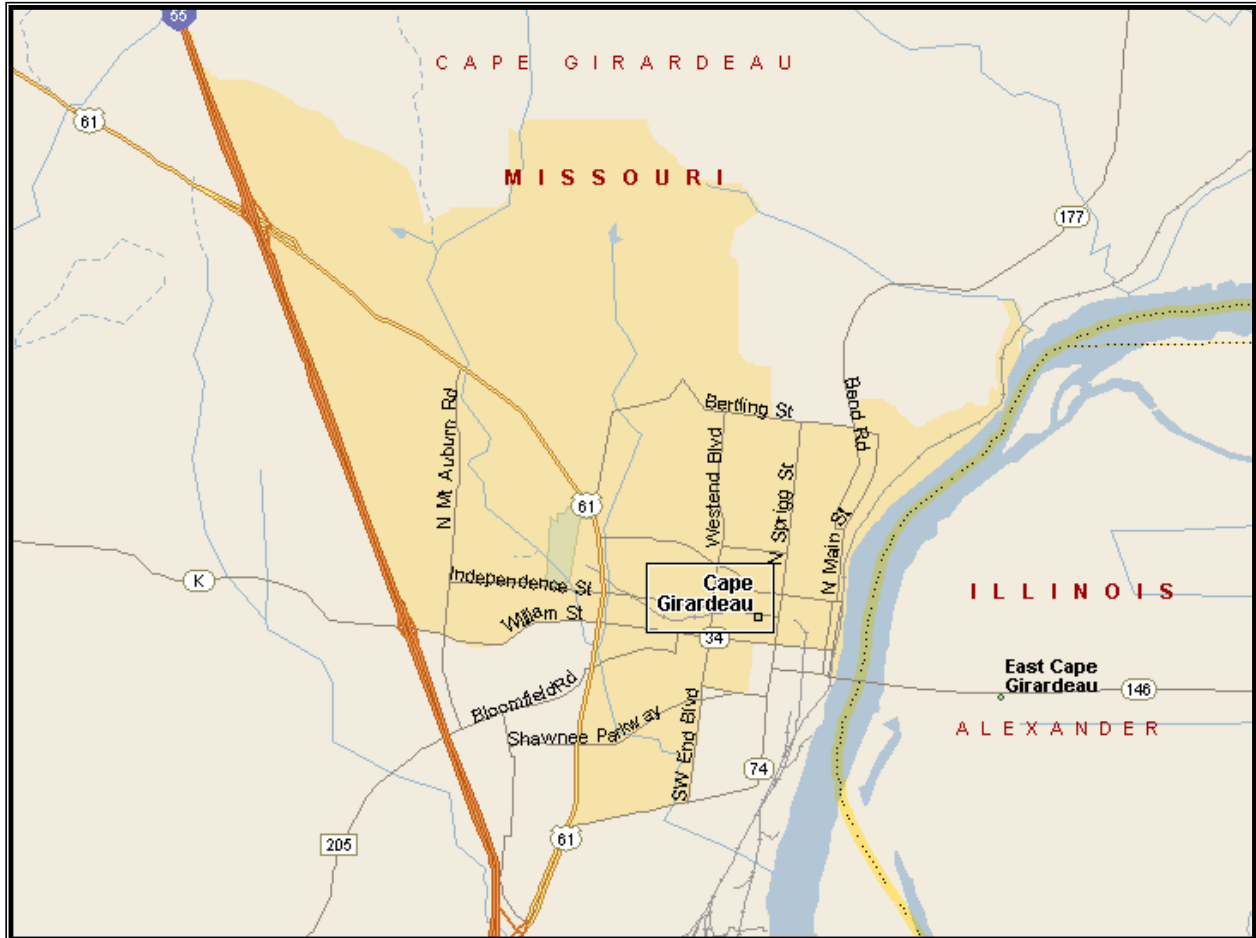 55
CAPE GIRARDEAU
61
MISSOURI
177
N Mt Auburn Rd
Bertling St
Bend Rd
Westend Blvd
N Sprigg St
61
N Main St
K
Independence St
Cape
Girardeau
ILLINOIS
William St
34
East Cape
Girardeau
146
Bloomfield Rd
ALEXANDER
Shawnee Parkway
SW End Blvd
74
61
205